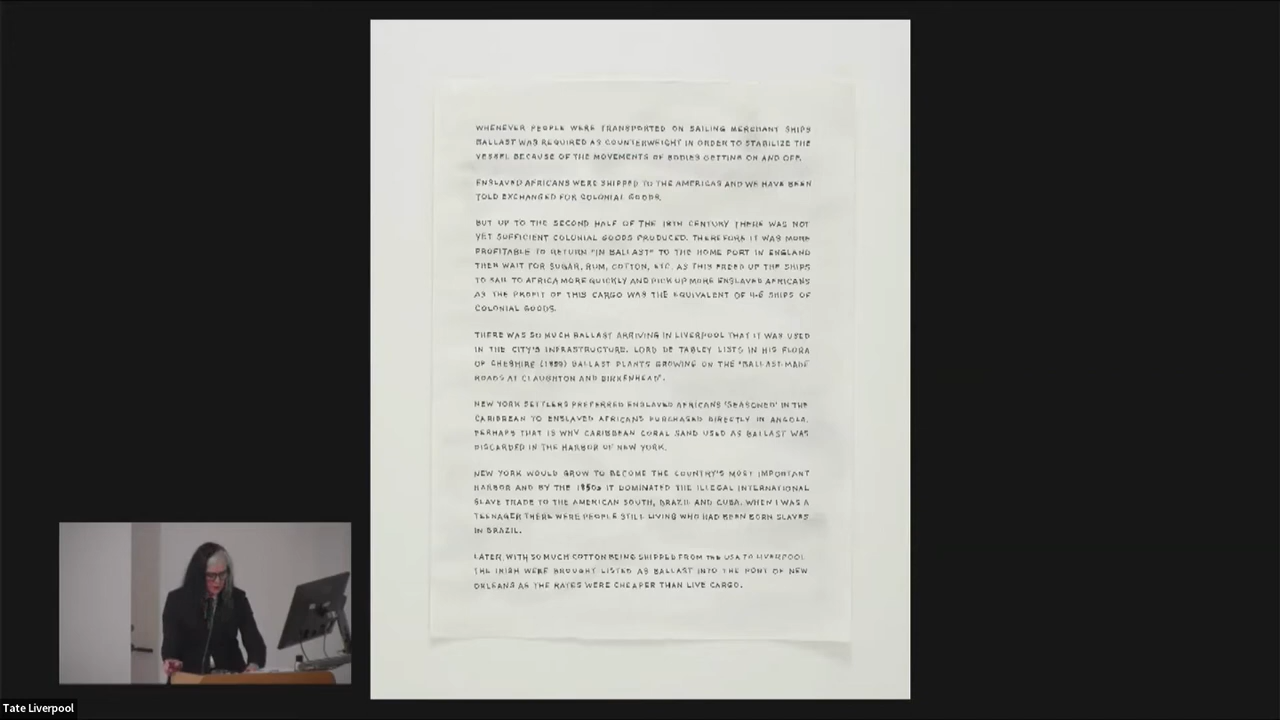 WHENEVER PEOPLE WERE TRANSPORTED ON SAILING MERCHANT SHIPS
BALLAST WAS REQUIRED AS COUNTERWEIGHT IN ORDER TO STABILIZE THE
VESSEL BECAUSE OF THE MOVEMENTS OF BODIES GETTING ON AND OFF.
ENSLAVED AFRICANS WERE SHIPPED TO THE AMERICAS AND WE HAVE BEEN
TOLD EXCHANGED FOR COLONIAL GOODS.
BUT UP TO THE SECOND HALF OF THE 18TH CENTURY THERE WAS NOT
YET SUFFICIENT COLONIAL GOODS PRODUCED. THEREFORE IT WAS MORE
PROFITABLE TO RETURN "IN BALLAST" TO THE HOME PORT IN ENGLAND
THEN WAIT FOR SUGAR, RUM, COTTON, ETC. AS THIS FREED UP THE SHIPS
TO SAIL TO AFRICA MORE QUICKLY AND PICK UP MORE ENSLAVED AFRICANS
AS THE PROFIT OF THIS CARGO WAS THE EQUIVALENT OF 4-6 SHIPS OF
COLONIAL GOODS.
THERE WAS SO MUCH BALLAST ARRIVING IN LIVERPOOL THAT IT WAS USED
IN THE CITY'S INFRASTRUCTURE. LORD DE TABLEY LISTS IN HIS FLORA
OF CHESHIRE (1899) BALLAST PLANTS GROWING ON THE "BALLAST-MADE
ROADS AT CLAUGHTON AND BIRKENHEAD".
NEW YORK SETTLERS PREFERRED ENSLAVED AFRICANS 'SEASONED' IN THE
CARIBBEAN TO ENSLAVED AFRICANS PURCHASED DIRECTLY IN ANGOLA.
PERHAPS THAT IS WHY CARIBBEAN CORAL SAND USED AS BALLAST WAS
DISCARDED IN THE HARBOR OF NEW YORK.
NEW YORK WOULD GROW TO BECOME THE COUNTRY'S MOST IMPORTANT
HARBOR AND BY THE 1850s IT DOMINATED THE ILLEGAL INTERNATIONAL
SLAVE TRADE TO THE AMERICAN SOUTH, BRAZIL AND CUBA. WHEN I WAS A
TEENAGER THERE WERE PEOPLE STILL LIVING WHO HAD BEEN BORN SLAVES
IN BRAZIL.
LATER, WITH SO MUCH COTTON BEING SHIPPED FROM THE USA TO LIVERPOOL
THE IRISH WERE BROUGHT LISTED AS BALLAST INTO THE PORT OF NEW
ORLEANS AS THE RATES WERE CHEAPER THAN LIVE CARGO.
Tate Liverpool